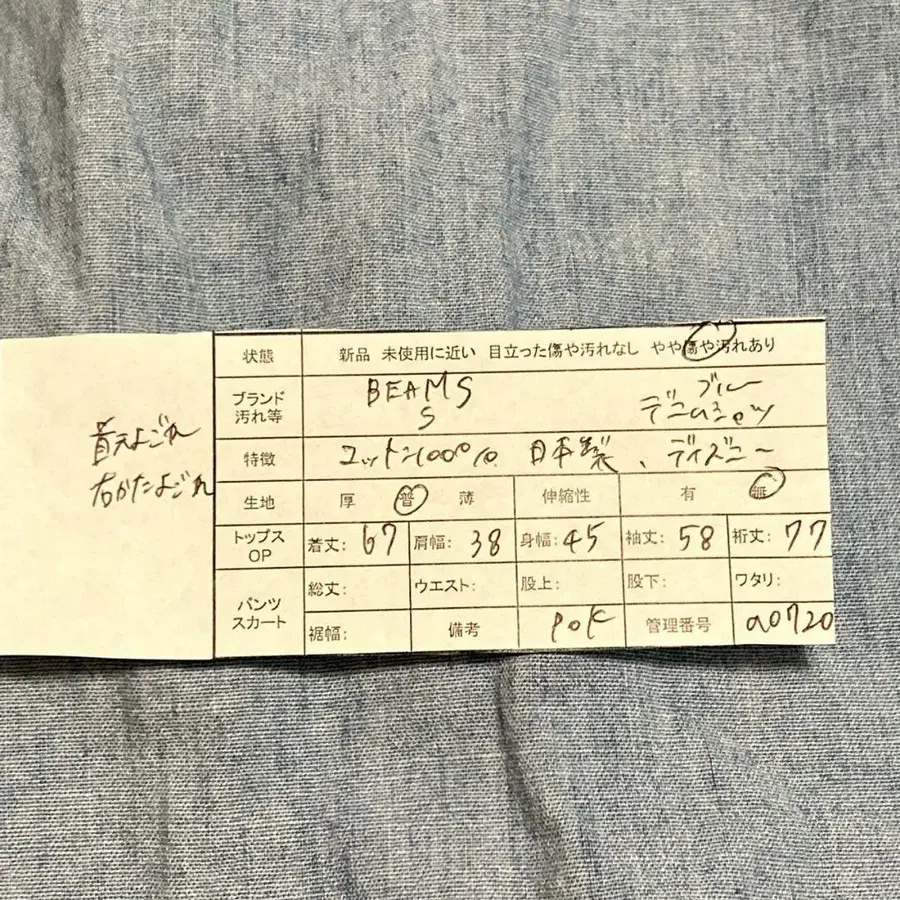 首元よごれ
右かたよごれ
状態 新品 未使用に近い 目立った傷や汚れなし やや傷や汚れあり
ブランド
汚れ等 BEAMS
S
ブルー
デニムシャツ
特徴 コットン100% 日本製、ディズニー
生地 厚 普 薄 伸縮性 有 無
トップス
OP 着丈: 67 肩幅: 38 身幅: 45 袖丈: 58 裄丈: 77
パンツ
スカート 総丈: ウエスト: 股上: 股下: ワタリ:
裾幅: 備考 管理番号 a0720